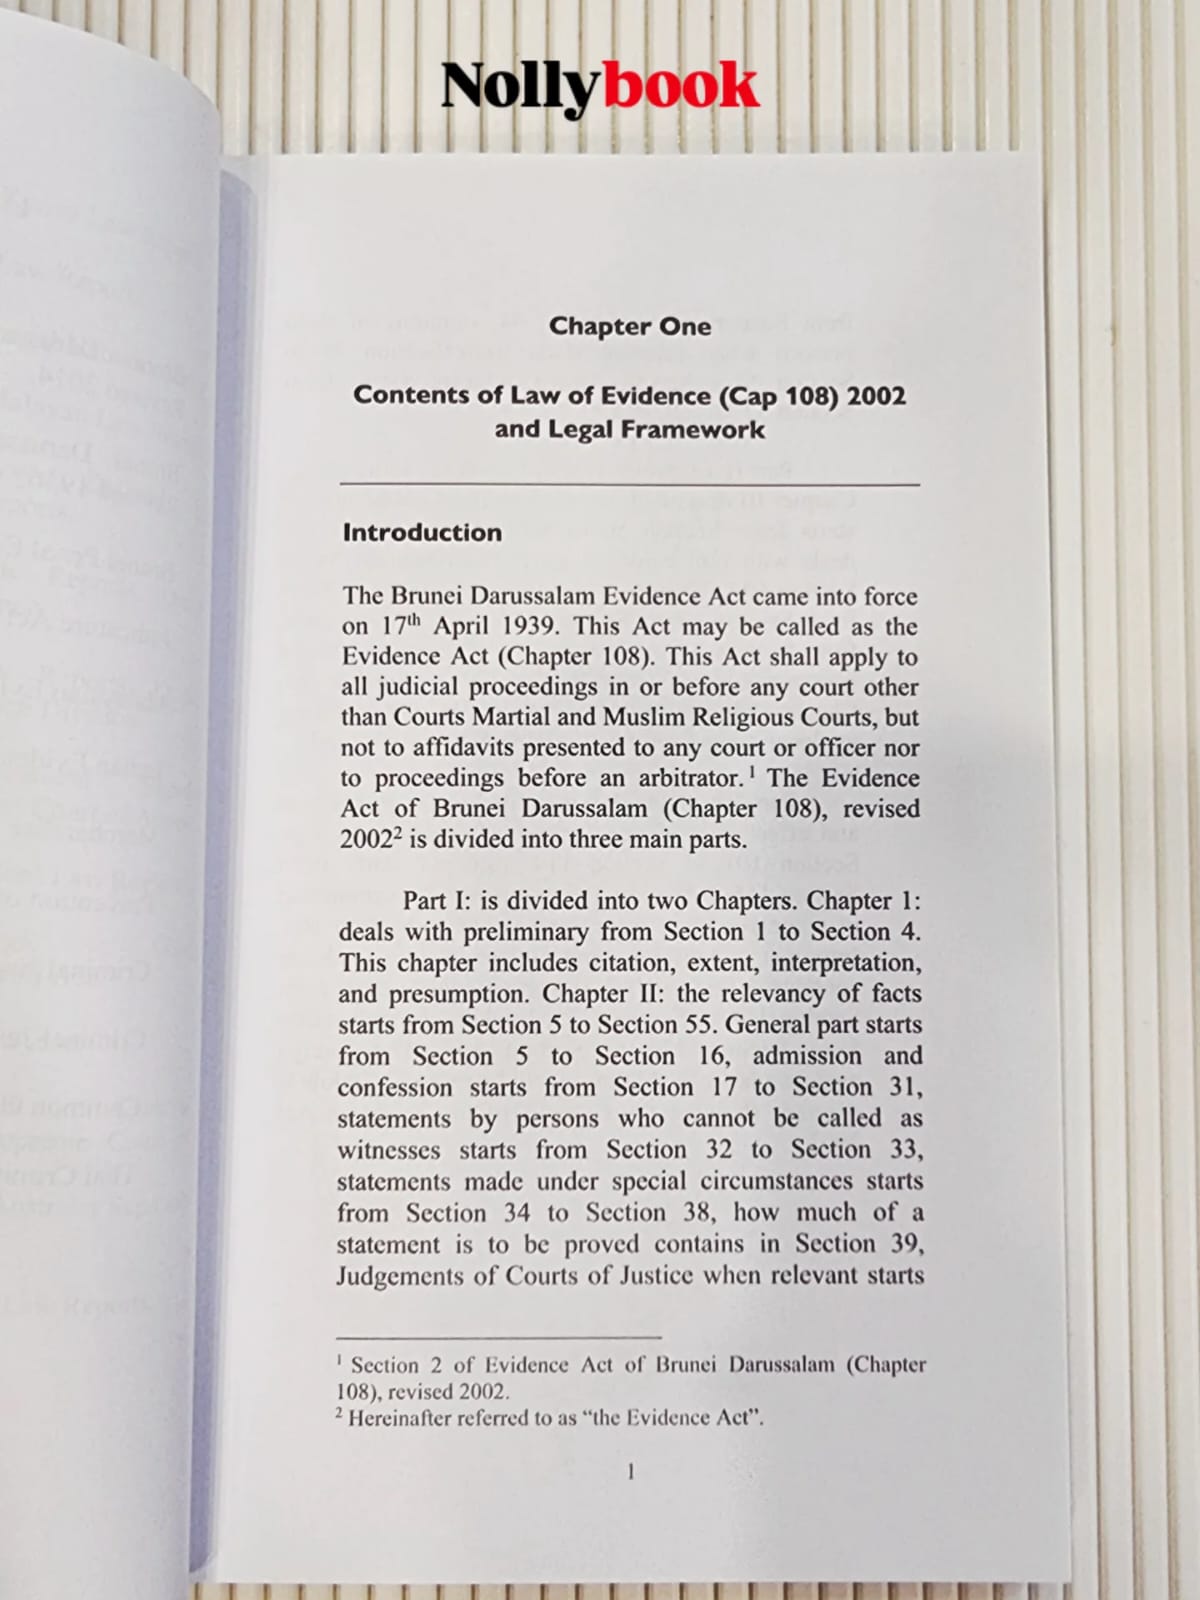 Nollybook
Chapter One
Contents of Law of Evidence (Cap 108) 2002
and Legal Framework
Introduction
The Brunei Darussalam Evidence Act came into force
on 17th April 1939. This Act may be called as the
Evidence Act (Chapter 108). This Act shall apply to
all judicial proceedings in or before any court other
than Courts Martial and Muslim Religious Courts, but
not to affidavits presented to any court or officer nor
to proceedings before an arbitrator.1 The Evidence
Act of Brunei Darussalam (Chapter 108), revised
20022 is divided into three main parts.
Part I: is divided into two Chapters. Chapter 1:
deals with preliminary from Section 1 to Section 4.
This chapter includes citation, extent, interpretation,
and presumption. Chapter II: the relevancy of facts
starts from Section 5 to Section 55. General part starts
from Section 5 to Section 16, admission and
confession starts from Section 17 to Section 31,
statements by persons who cannot be called as
witnesses starts from Section 32 to Section 33,
statements made under special circumstances starts
from Section 34 to Section 38, how much of a
statement is to be proved contains in Section 39,
Judgements of Courts of Justice when relevant starts
1 Section 2 of Evidence Act of Brunei Darussalam (Chapter
108), revised 2002.
2 Hereinafter referred to as “the Evidence Act”.
1